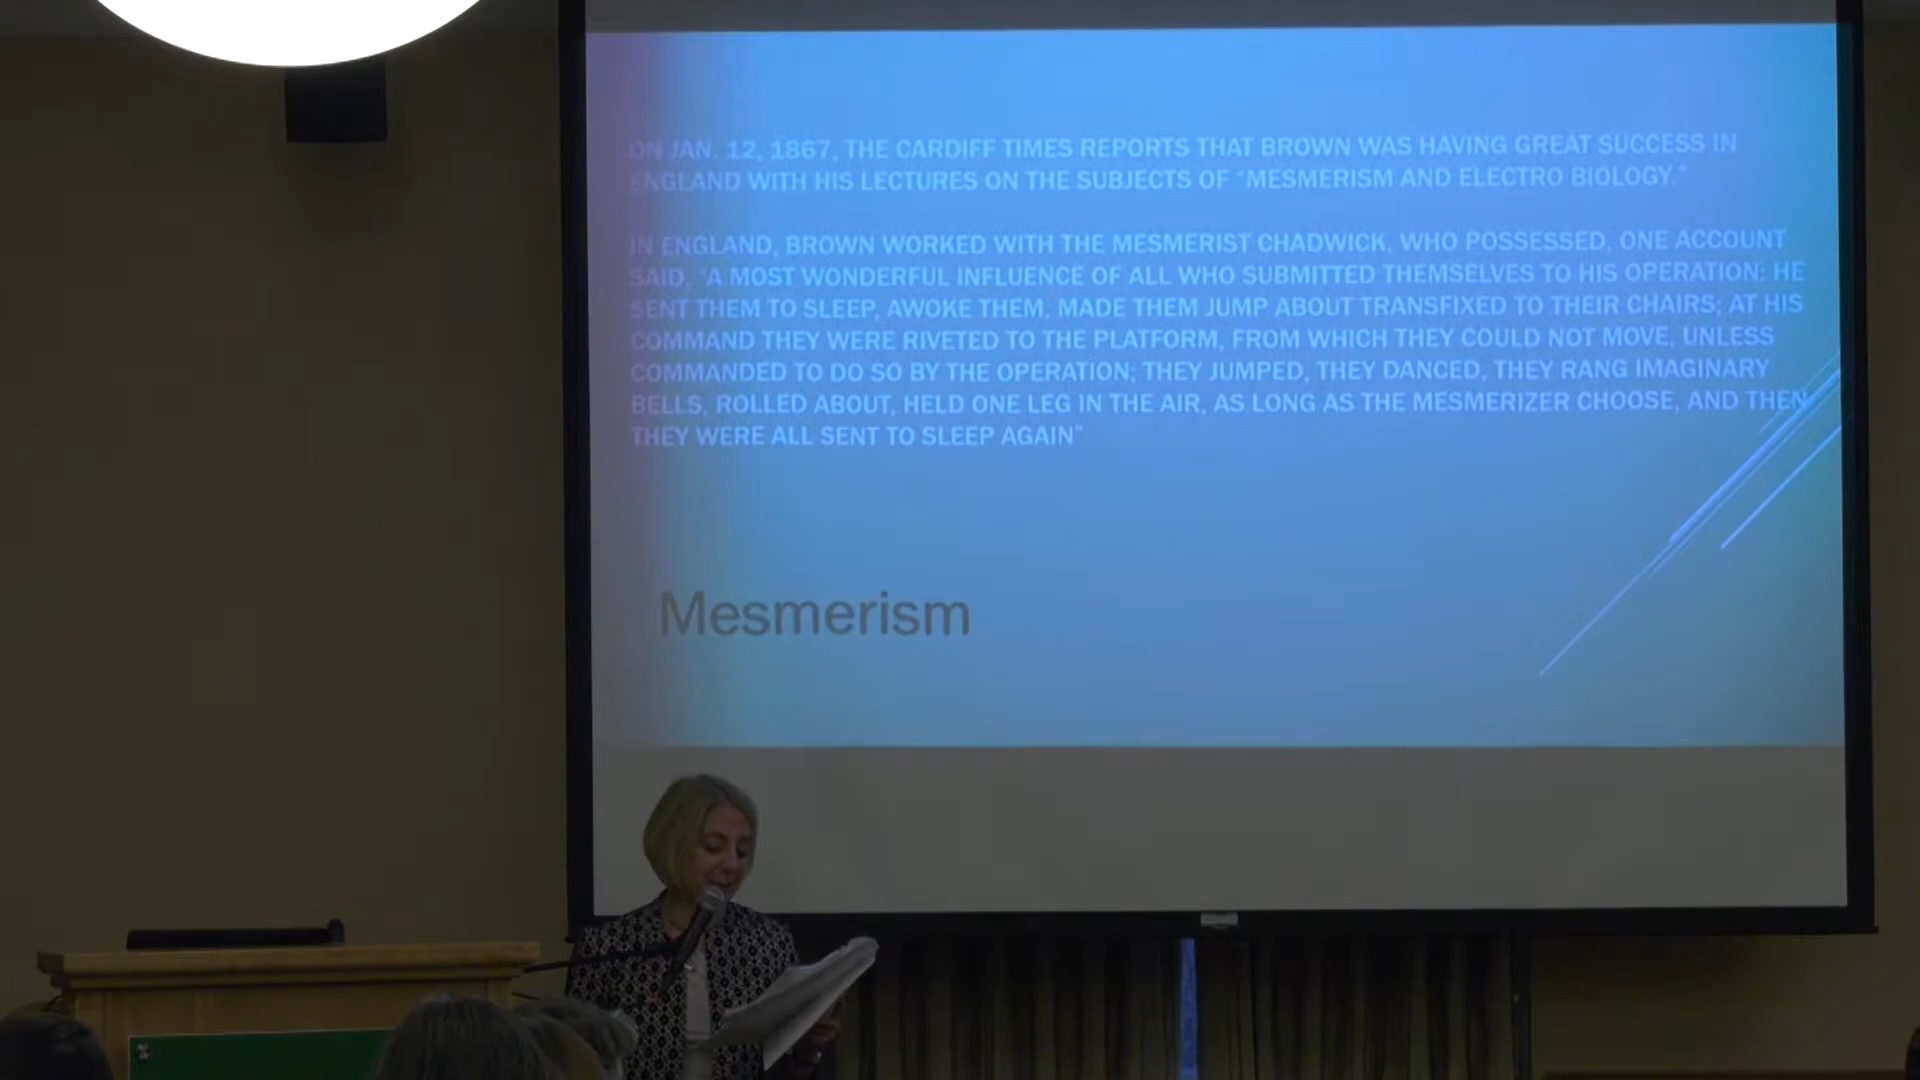 ON JAN. 12, 1867, THE CARDIFF TIMES REPORTS THAT BROWN WAS HAVING GREAT SUCCESS IN
ENGLAND WITH HIS LECTURES ON THE SUBJECTS OF "MESMERISM AND ELECTRO BIOLOGY."
IN ENGLAND, BROWN WORKED WITH THE MESMERIST CHADWICK, WHO POSSESSED, ONE ACCOUNT
SAID, "A MOST WONDERFUL INFLUENCE OF ALL WHO SUBMITTED THEMSELVES TO HIS OPERATION: HE
SENT THEM TO SLEEP, AWOKE THEM, MADE THEM JUMP ABOUT TRANSFIXED TO THEIR CHAIRS; AT HIS
COMMAND THEY WERE RIVETED TO THE PLATFORM, FROM WHICH THEY COULD NOT MOVE, UNLESS
COMMANDED TO DO SO BY THE OPERATION; THEY JUMPED, THEY DANCED, THEY RANG IMAGINARY
BELLS, ROLLED ABOUT, HELD ONE LEG IN THE AIR, AS LONG AS THE MESMERIZER CHOOSE, AND THEN
THEY WERE ALL SENT TO SLEEP AGAIN"
Mesmerism